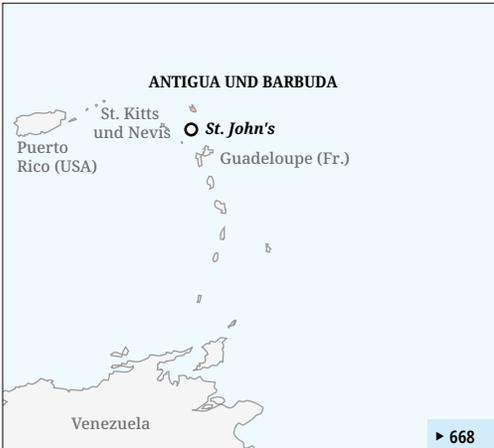 ANTIGUA UND BARBUDA
St. Kitts
und Nevis
St. John's
Puerto
Rico (USA)
Guadeloupe (Fr.)
Venezuela
▶ 668